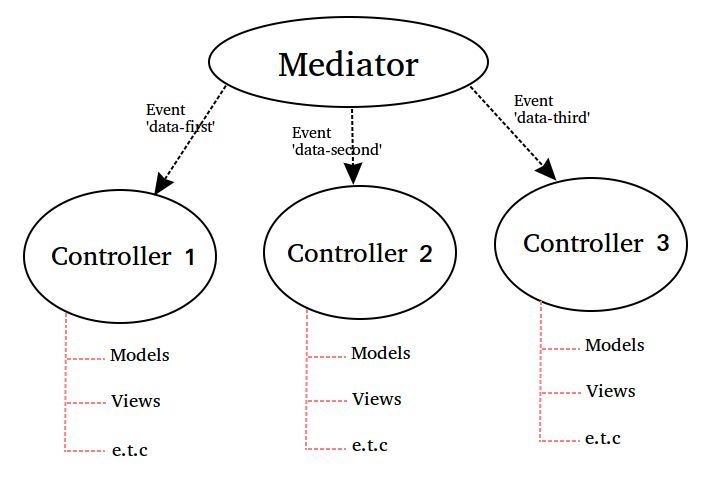 Mediator
Event
'data-first'
Event
'data-second'
Event
'data-third'
Controller 1
Controller 2
Controller 3
Models
Views
e.t.c
Models
Views
e.t.c
Models
Views
e.t.c